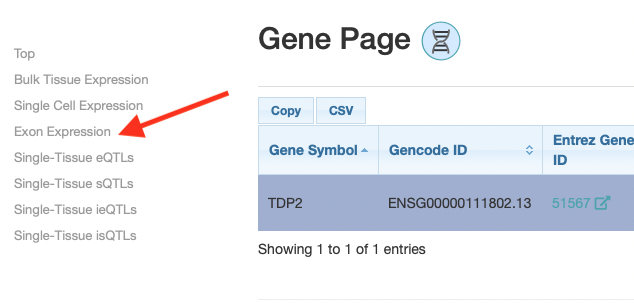 Gene Page
Top
Bulk Tissue Expression
Single Cell Expression
Exon Expression
Single-Tissue eQTLs
Single-Tissue sQTLs
Single-Tissue ieQTLs
Single-Tissue isQTLs
Copy CSV
Gene Symbol Gencode ID Entrez Gene
ID
TDP2 ENSG00000111802.13 51567
Showing 1 to 1 of 1 entries